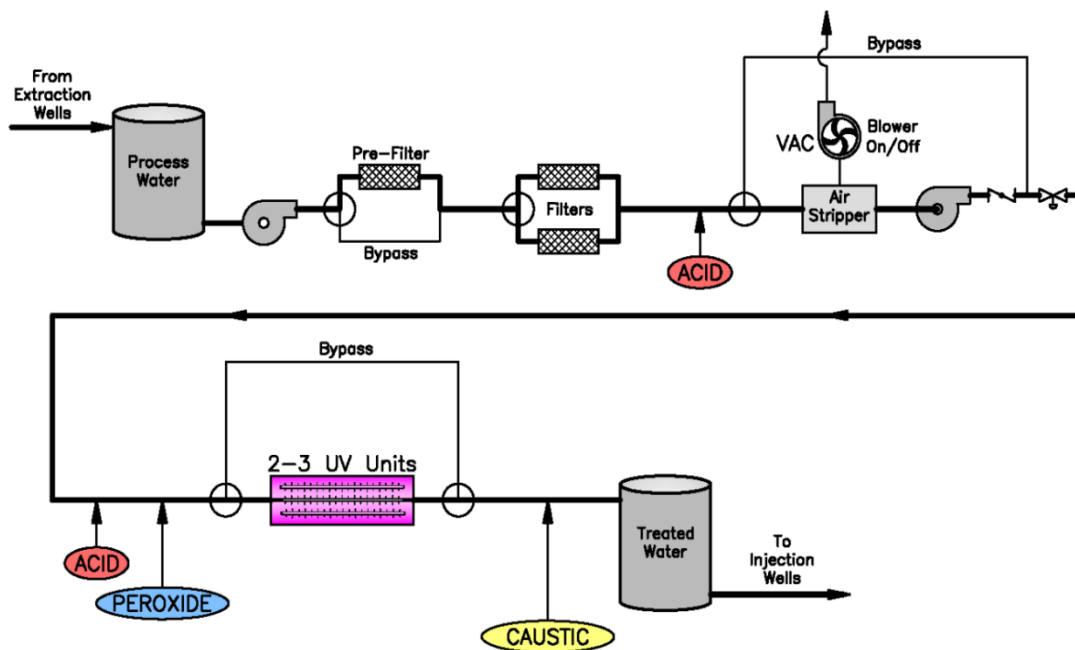 From
Extraction
Wells
Process
Water
Pre-Filter
Bypass
Filters
ACID
Bypass
VAC
Blower
On/Off
Air
Stripper
Bypass
2-3 UV Units
ACID
PEROXIDE
CAUSTIC
Treated
Water
To
Injection
Wells